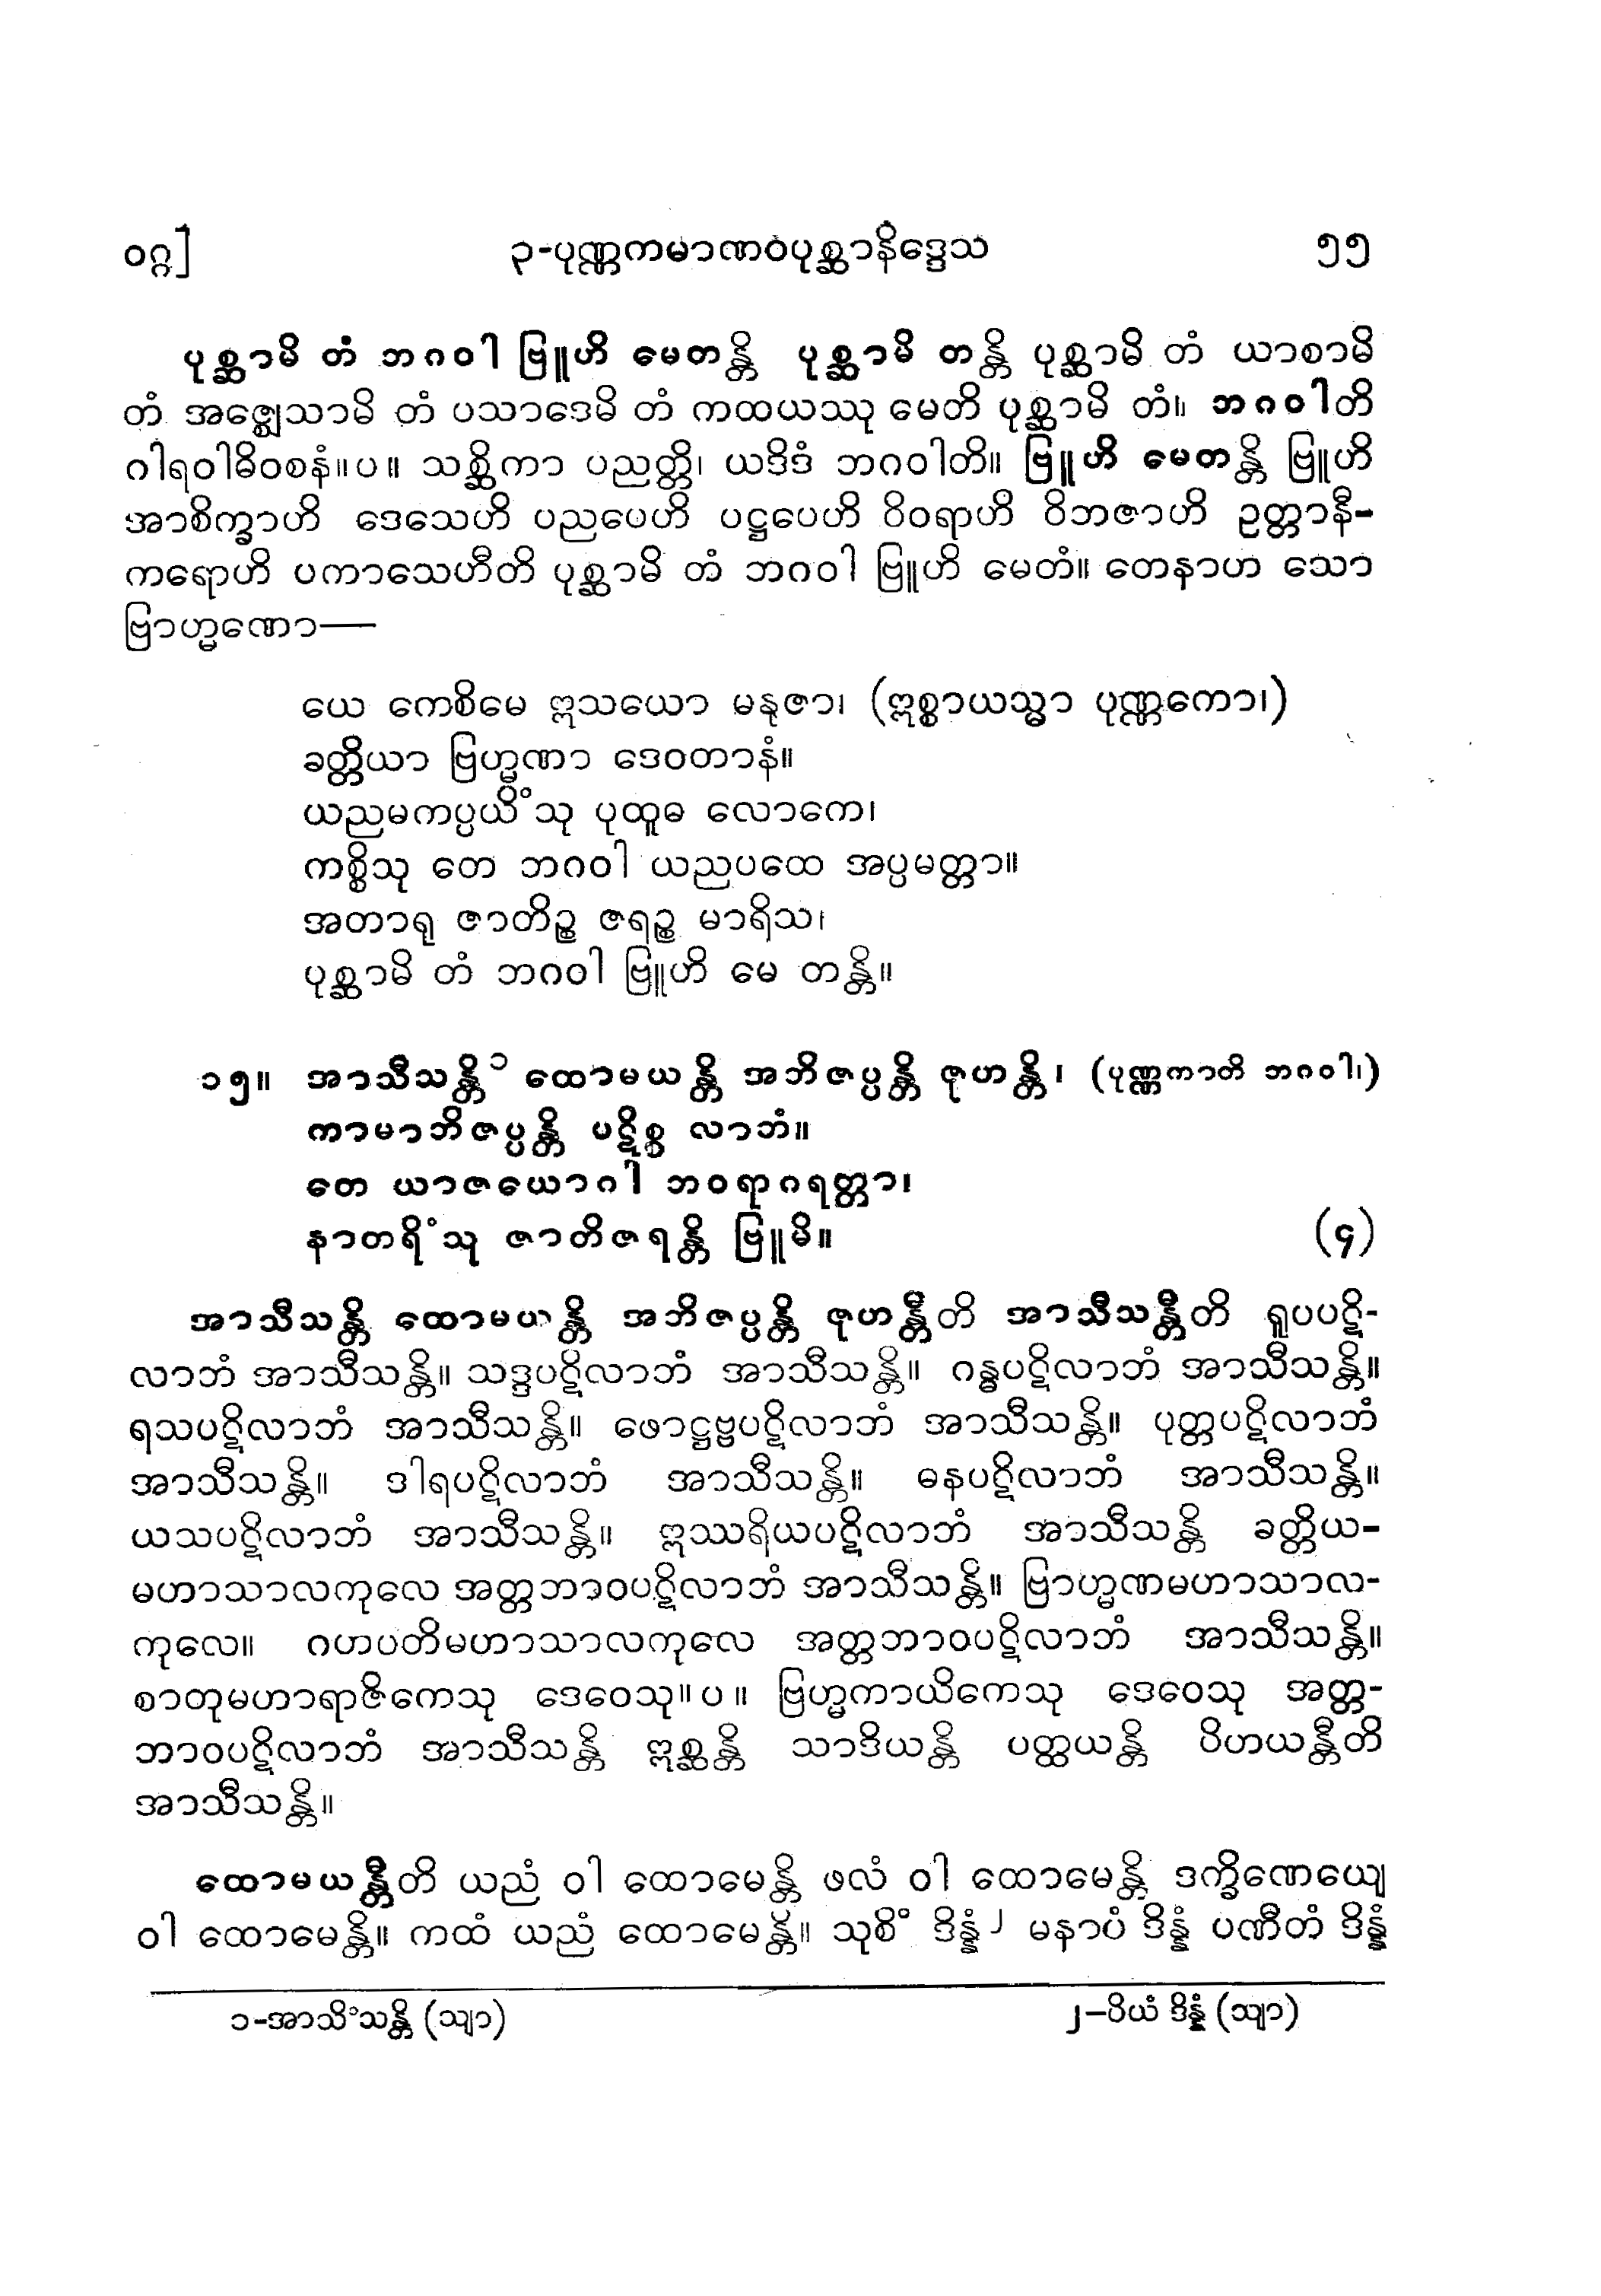 ဝဂ္ဂ]
၃-ပုဏ္ဏကမာဏဝပုစ္ဆာနိဒ္ဒေသ
၅၅
ပုစ္ဆာမိ တံ ဘဂဝါ ဗြူဟိ မေတန္တိ ပုစ္ဆာမိ တန္တိ ပုစ္ဆာမိ တံ ယာစာမိ
တံ အဇ္ဈေသာမိ တံ ပသာဒေမိ တံ ကထယဿု မေတိ ပုစ္ဆာမိ တံ။ ဘဂဝါတိ
ဂါရဝါဓိဝစနံ။ပ။ သစ္ဆိကာ ပညတ္တိ၊ ယဒိဒံ ဘဂဝါတိ။ ဗြူဟိ မေတန္တိ ဗြူဟိ
အာစိက္ခာဟိ ဒေသေဟိ ပညပေဟိ ပဋ္ဌပေဟိ ဝိဝရာဟိ ဝိဘဇာဟိ ဥတ္တာနီ-
ကရောဟိ ပကာသေဟီတိ ပုစ္ဆာမိ တံ ဘဂဝါ ဗြူဟိ မေတံ။ တေနာဟ သော
ဗြာဟ္မဏော—
ယေ ကေစိမေ ဣသယော မနုဇာ၊ (ဣစ္စာယသ္မာ ပုဏ္ဏကော၊)
ခတ္တိယာ ဗြဟ္မဏာ ဒေဝတာနံ။
ယညမကပ္ပယိံသု ပုထူဓ လောကေ၊
ကစ္စိသု တေ ဘဂဝါ ယညပထေ အပ္ပမတ္တာ။
အတာရု ဇာတိဉ္စ ဇရဉ္စ မာရိသ၊
ပုစ္ဆာမိ တံ ဘဂဝါ ဗြူဟိ မေ တန္တိ။
၁၅။ အာသီသန္တိ၁ ထောမယန္တိ အဘိဇပ္ပန္တိ ဇုဟန္တိ၊ (ပုဏ္ဏကာတိ ဘဂဝါ၊)
ကာမာဘိဇပ္ပန္တိ ပဋိစ္စ လာဘံ။
တေ ယာဇယောဂါ ဘဝရာဂရတ္တာ၊
နာတရိံသု ဇာတိဇရန္တိ ဗြူမိ။ (၄)
အာသီသန္တိ ထောမယန္တိ အဘိဇပ္ပန္တိ ဇုဟန္တီတိ အာသီသန္တီတိ ရူပပဋိ-
လာဘံ အာသီသန္တိ။ သဒ္ဒပဋိလာဘံ အာသီသန္တိ။ ဂန္ဓပဋိလာဘံ အာသီသန္တိ။
ရသပဋိလာဘံ အာသီသန္တိ။ ဖောဋ္ဌဗ္ဗပဋိလာဘံ အာသီသန္တိ။ ပုတ္တပဋိလာဘံ
အာသီသန္တိ။ ဒါရပဋိလာဘံ အာသီသန္တိ။ ဓနပဋိလာဘံ အာသီသန္တိ။
ယသပဋိလာဘံ အာသီသန္တိ။ ဣဿရိယပဋိလာဘံ အာသီသန္တိ ခတ္တိယ-
မဟာသာလကုလေ အတ္တဘာဝပဋိလာဘံ အာသီသန္တိ။ ဗြာဟ္မဏမဟာသာလ-
ကုလေ။ ဂဟပတိမဟာသာလကုလေ အတ္တဘာဝပဋိလာဘံ အာသီသန္တိ။
စာတုမဟာရာဇိကေသု ဒေဝေသု။ပ။ ဗြဟ္မကာယိကေသု ဒေဝေသု အတ္တ-
ဘာဝပဋိလာဘံ အာသီသန္တိ ဣစ္ဆန္တိ သာဒိယန္တိ ပတ္ထယန္တိ ပိဟယန္တီတိ
အာသီသန္တိ။
ထောမယန္တီတိ ယညံ ဝါ ထောမေန္တိ ဖလံ ဝါ ထောမေန္တိ ဒက္ခိဏေယျေ
ဝါ ထောမေန္တိ။ ကထံ ယညံ ထောမေန္တိ။ သုစိံ ဒိန္နံ၂ မနာပံ ဒိန္နံ ပဏီတံ ဒိန္နံ
၁-အာသိံသန္တိ (သျာ)
၂-ပိယံ ဒိန္နံ (သျာ)